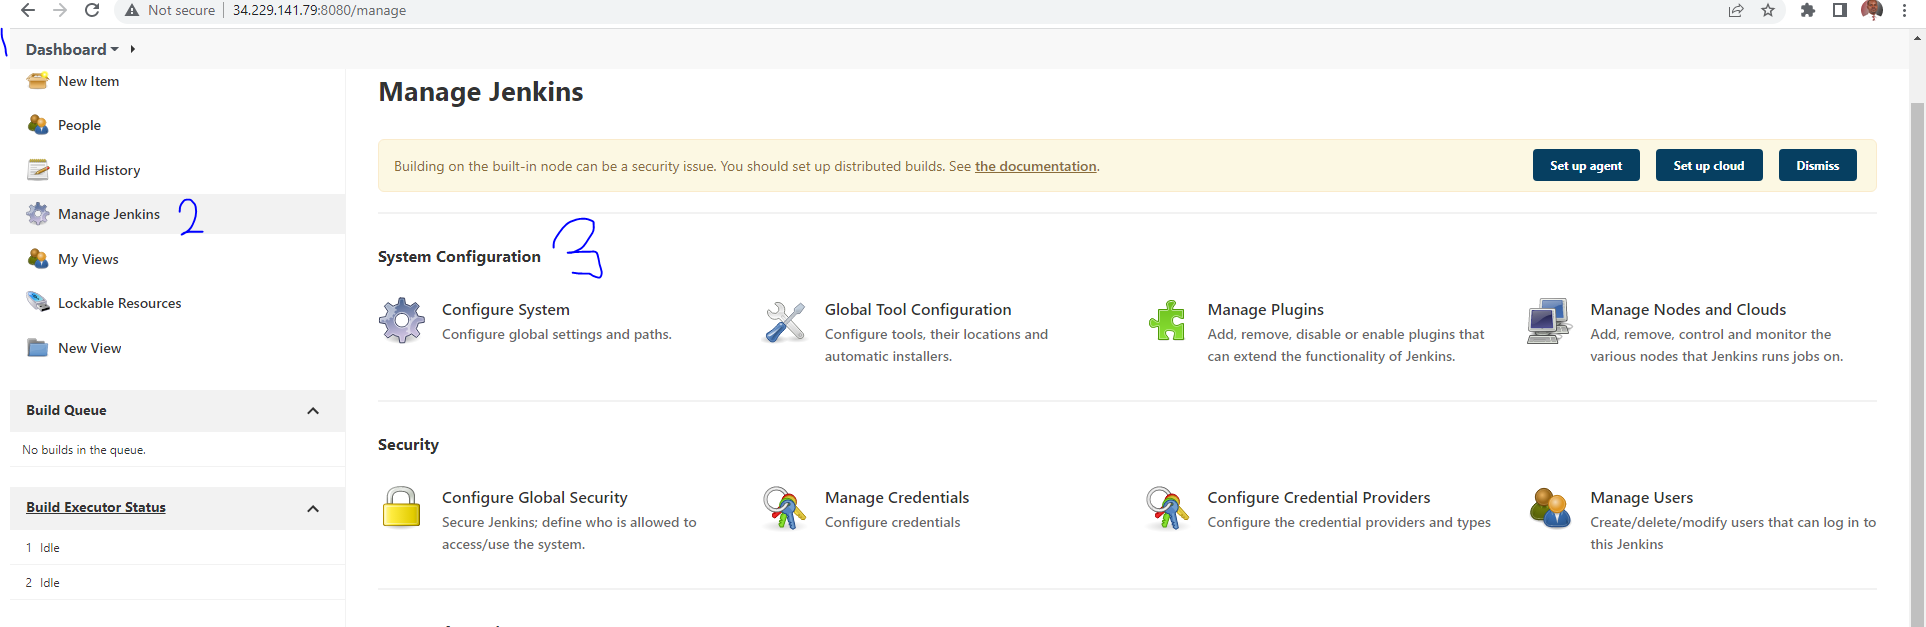 Not secure | 34.229.141.79:8080/manage
1
Dashboard
New Item
People
Build History
Manage Jenkins 2
My Views
Lockable Resources
New View
Build Queue
No builds in the queue.
Build Executor Status
1 Idle
2 Idle
Manage Jenkins
Building on the built-in node can be a security issue. You should set up distributed builds. See the documentation.
Set up agent
Set up cloud
Dismiss
System Configuration 3
Configure System
Configure global settings and paths.
Global Tool Configuration
Configure tools, their locations and
automatic installers.
Manage Plugins
Add, remove, disable or enable plugins that
can extend the functionality of Jenkins.
Manage Nodes and Clouds
Add, remove, control and monitor the
various nodes that Jenkins runs jobs on.
Security
Configure Global Security
Secure Jenkins; define who is allowed to
access/use the system.
Manage Credentials
Configure credentials
Configure Credential Providers
Configure the credential providers and types
Manage Users
Create/delete/modify users that can log in to
this Jenkins